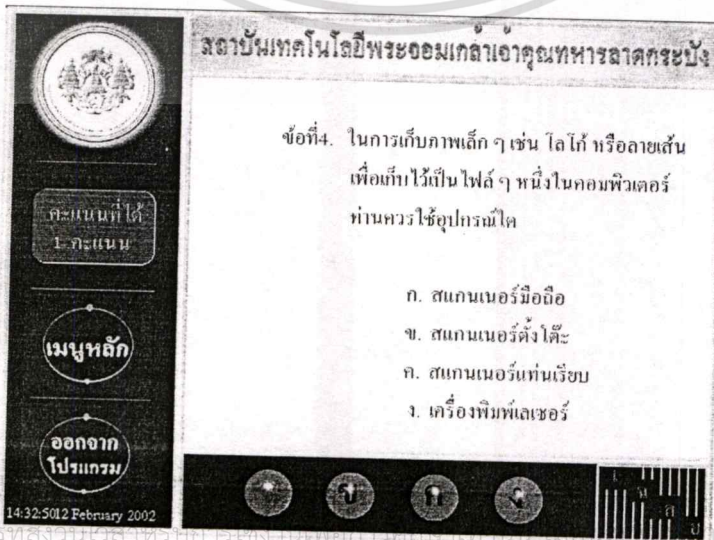 สถาบันเทคโนโลยีพระจอมเกล้าเจ้าคุณทหารลาดกระบัง
ข้อที่4. ในการเก็บภาพเล็ก ๆ เช่น โลโก้ หรือลายเส้น
เพื่อเก็บไว้เป็นไฟล์ ๆ หนึ่งในคอมพิวเตอร์
ท่านควรใช้อุปกรณ์ใด
ก. สแกนเนอร์มือถือ
ข. สแกนเนอร์ตั้งโต๊ะ
ค. สแกนเนอร์แท่นเรียบ
ง. เครื่องพิมพ์เลเซอร์
คะแนนที่ได้
1 คะแนน
เมนูหลัก
ออกจาก
โปรแกรม
14:32:5012 February 2002
ก ข ค ง